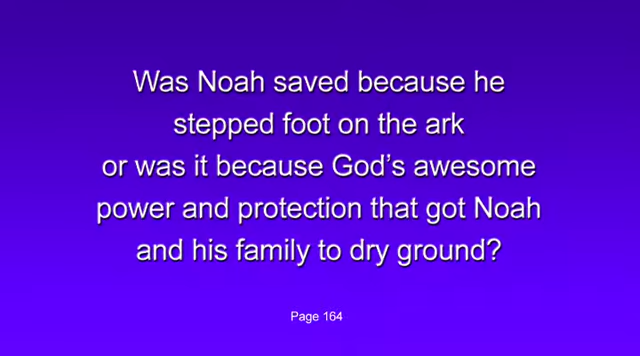 Was Noah saved because he
stepped foot on the ark
or was it because God's awesome
power and protection that got Noah
and his family to dry ground?
Page 164